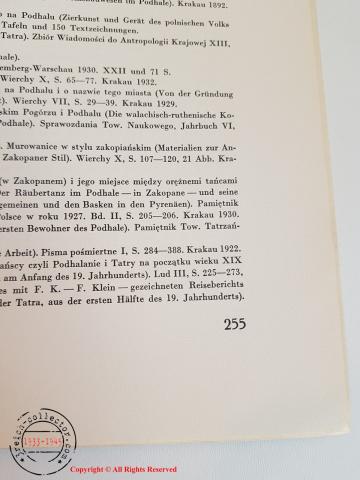 wesen im Podhale). Krakau 1892.
o na Podhalu (Zierkunst und Gerät des polnischen Volks
Tafeln und 150 Textzeichnungen.
Tatra). Zbiór Wiadomości do Antropologii Krajowej XIII,
hale).
emberg-Warschau 1930. XXII und 71 S.
Wierchy X, S. 65—77. Krakau 1932.
na Podhalu i o nazwie tego miasta (Von der Gründung
t). Wierchy VII, S. 29—39. Krakau 1929.
skim Pogórzu i Podhalu (Die walachisch-ruthenische Ko-
Podhale). Sprawozdania Tow. Naukowego, Jahrbuch VI,
. Murowanice w stylu zakopiańskim (Materialien zur An-
Zakopaner Stil). Wierchy X, S. 107—120, 21 Abb. Kra-
(w Zakopanem) i jego miejsce między orężnemi tańcami
Der Räubertanz im Podhale — in Zakopane — und seine
gemeinen und den Basken in den Pyrenäen). Pamiętnik
Polsce w roku 1927. Bd. II, S. 205—206. Krakau 1930.
ersten Bewohner des Podhale). Pamiętnik Tow. Tatrzań-
e Arbeit). Pisma pośmiertne I, S. 284—388. Krakau 1922.
ańscy czyli Podhalanie i Tatry na początku wieku XIX
am Anfang des 19. Jahrhunderts). Lud III, S. 225—273,
es mit F. K. — F. Klein — gezeichneten Reiseberichts
der Tatra, aus der ersten Hälfte des 19. Jahrhunderts).
255
3reich-collector.com
1933-1945
Copyright © All Rights Reserved